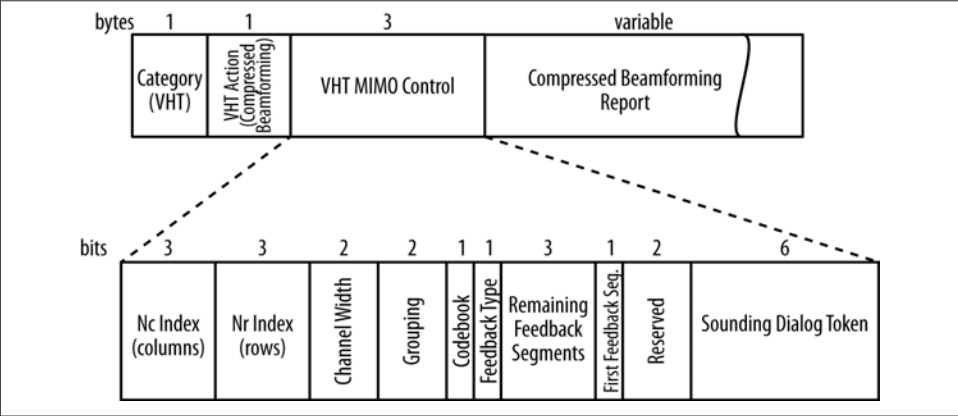 bytes 1 1 3 variable
Category
(VHT)
VHT Action
(Compressed
Beamforming)
VHT MIMO Control
Compressed Beamforming
Report
bits 3 3 2 2 1 1 3 1 2 6
Nc Index
(columns)
Nr Index
(rows)
Channel Width
Grouping
Codebook
Feedback Type
Remaining
Feedback
Segments
First Feedback Seg.
Reserved
Sounding Dialog Token